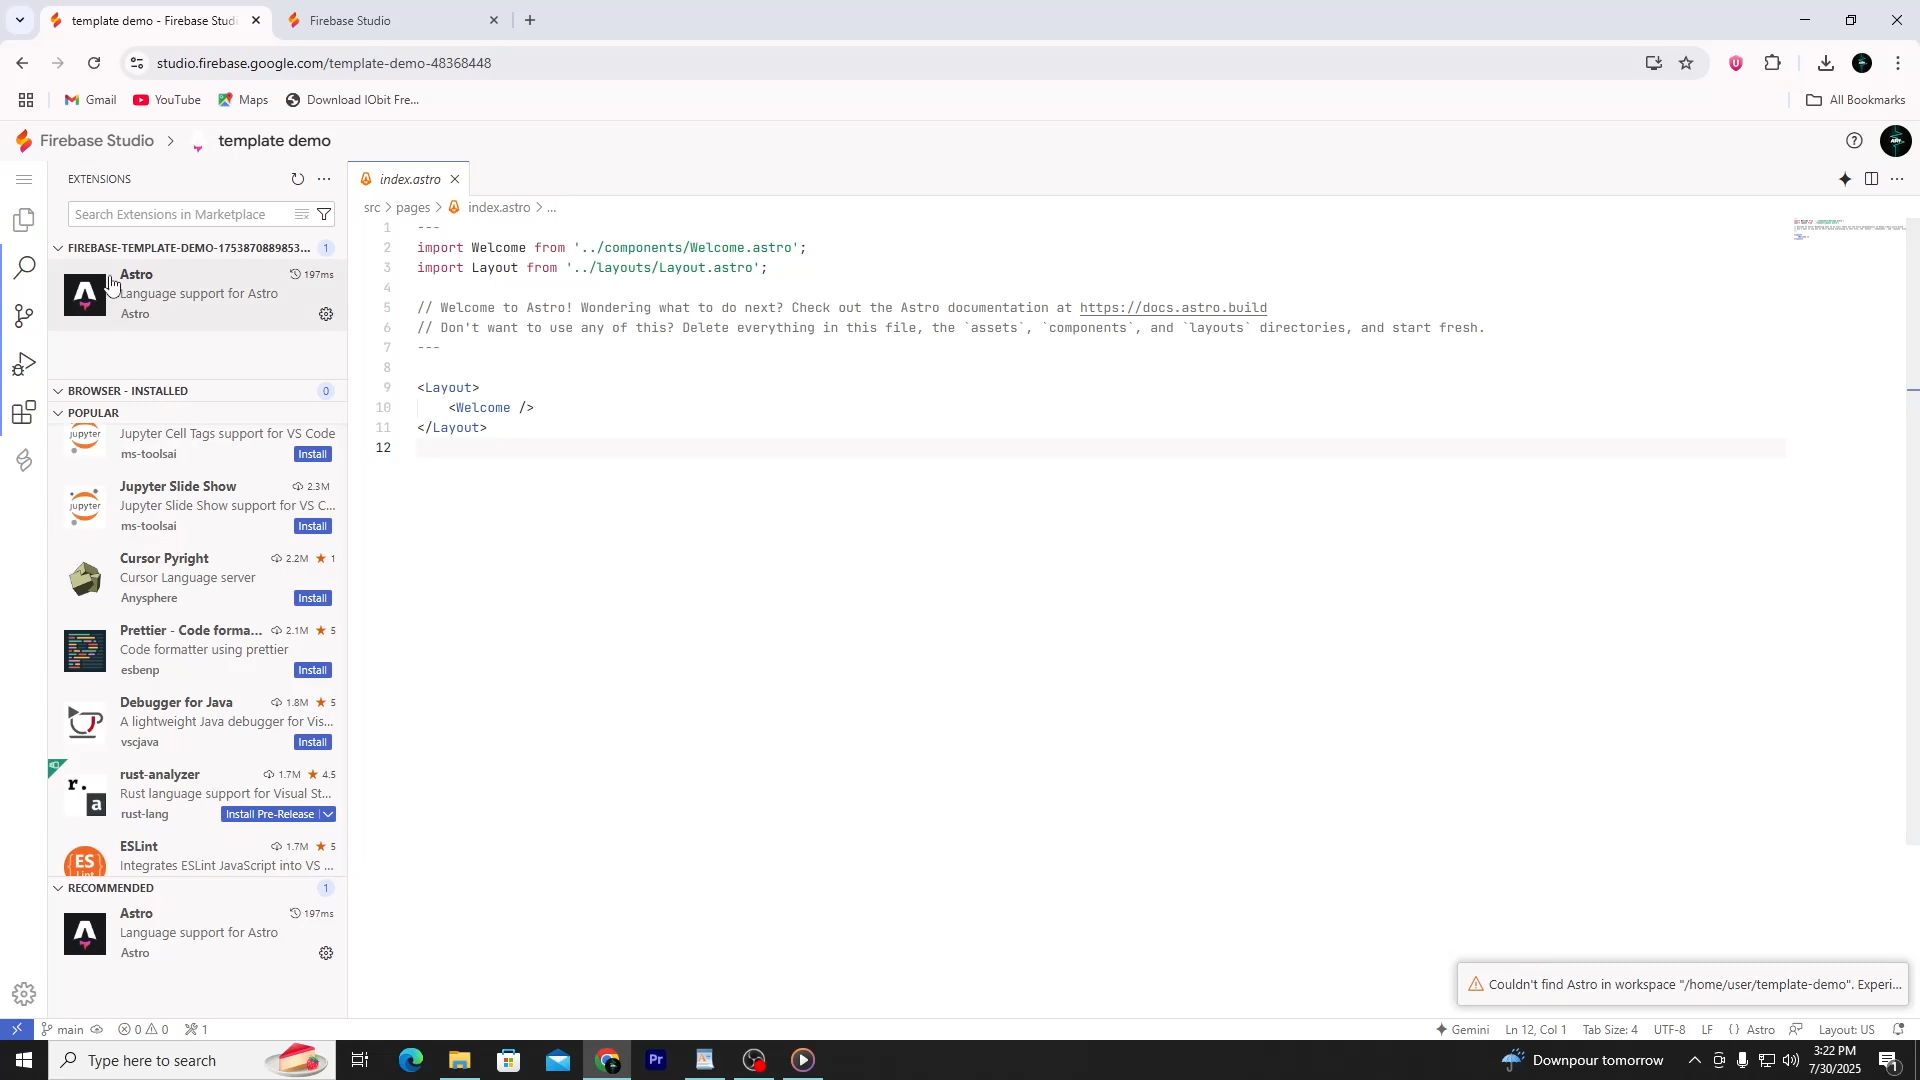 template demo - Firebase Studi
Firebase Studio
studio.firebase.google.com/template-demo-48368448
Gmail
YouTube
Maps
Download IObit Fre...
All Bookmarks
Firebase Studio
template demo
EXTENSIONS
Search Extensions in Marketplace
FIREBASE-TEMPLATE-DEMO-1753870889853... 1
Astro 197ms
Language support for Astro
Astro
BROWSER - INSTALLED 0
POPULAR
jupyter
Jupyter Cell Tags support for VS Code
ms-toolsai Install
Jupyter Slide Show 2.3M
jupyter
Jupyter Slide Show support for VS C...
ms-toolsai Install
Cursor Pyright 2.2M 1
Cursor Language server
Anysphere Install
Prettier - Code forma... 2.1M 5
Code formatter using prettier
esbenp Install
Debugger for Java 1.8M 5
A lightweight Java debugger for Vis...
vscjava Install
rust-analyzer 1.7M 4.5
r. a
Rust language support for Visual St...
rust-lang Install Pre-Release
ESLint 1.7M 5
ES Lint
Integrates ESLint JavaScript into VS ...
RECOMMENDED 1
Astro 197ms
Language support for Astro
Astro
index.astro
src > pages > index.astro > ...
1 ---
2 import Welcome from '../components/Welcome.astro';
3 import Layout from '../layouts/Layout.astro';
4
5 // Welcome to Astro! Wondering what to do next? Check out the Astro documentation at https://docs.astro.build
6 // Don't want to use any of this? Delete everything in this file, the `assets`, `components`, and `layouts` directories, and start fresh.
7 ---
8
9 <Layout>
10 <Welcome />
11 </Layout>
12
Couldn't find Astro in workspace "/home/user/template-demo". Experi...
main 0 0 1
Gemini Ln 12, Col 1 Tab Size: 4 UTF-8 LF {} Astro Layout: US
Type here to search
Pr
Downpour tomorrow
3:22 PM
7/30/2025
1